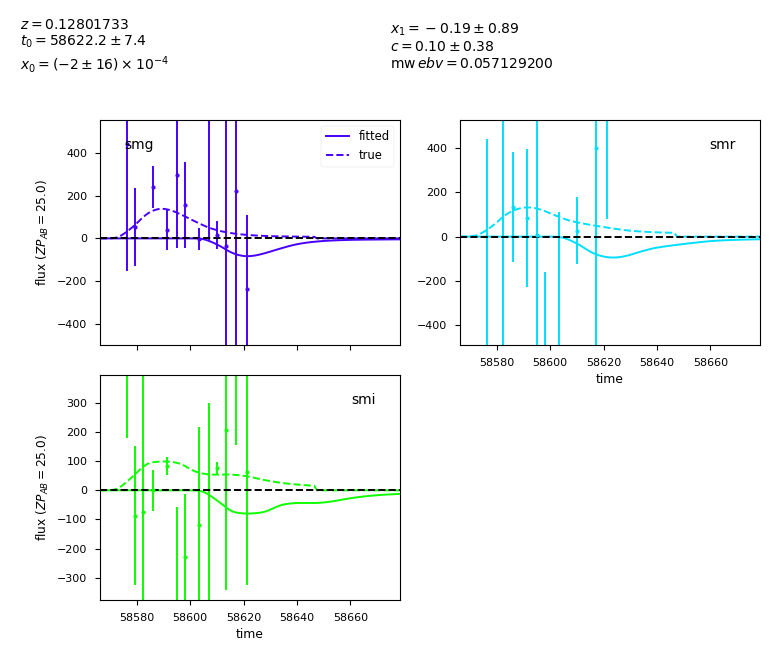 z = 0.12801733
t₀ = 58622.2 ± 7.4
x₀ = (−2 ± 16) × 10⁻⁴
x₁ = −0.19 ± 0.89
c = 0.10 ± 0.38
mw ebv = 0.057129200
smg
fitted
true
400
200
0
−200
−400
flux (ZP_AB = 25.0)
smr
400
200
0
−200
−400
58580 58600 58620 58640 58660
time
smi
300
200
100
0
−100
−200
−300
flux (ZP_AB = 25.0)
58580 58600 58620 58640 58660
time